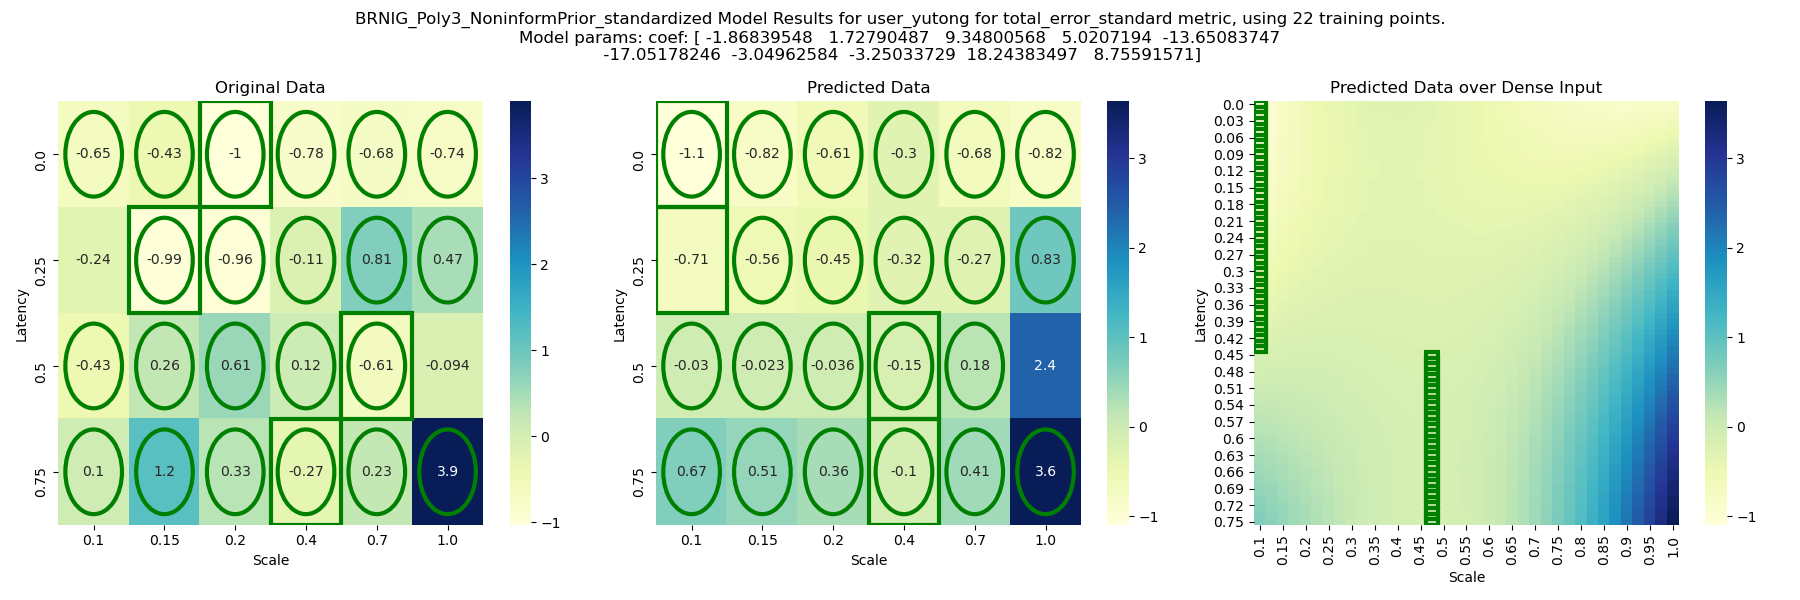 BRNIG_Poly3_NoninformPrior_standardized Model Results for user_yutong for total_error_standard metric, using 22 training points.
Model params: coef: [ -1.86839548 1.72790487 9.34800568 5.0207194 -13.65083747
-17.05178246 -3.04962584 -3.25033729 18.24383497 8.75591571]
Original Data
Latency
0.0
-0.65 -0.43 -1 -0.78 -0.68 -0.74
0.25
-0.24 -0.99 -0.96 -0.11 0.81 0.47
0.5
-0.43 0.26 0.61 0.12 -0.61 -0.094
0.75
0.1 1.2 0.33 -0.27 0.23 3.9
0.1 0.15 0.2 0.4 0.7 1.0
Scale
3
2
1
0
−1
Predicted Data
Latency
0.0
-1.1 -0.82 -0.61 -0.3 -0.68 -0.82
0.25
-0.71 -0.56 -0.45 -0.32 -0.27 0.83
0.5
-0.03 -0.023 -0.036 -0.15 0.18 2.4
0.75
0.67 0.51 0.36 -0.1 0.41 3.6
0.1 0.15 0.2 0.4 0.7 1.0
Scale
3
2
1
0
−1
Predicted Data over Dense Input
Latency
0.0
0.03
0.06
0.09
0.12
0.15
0.18
0.21
0.24
0.27
0.3
0.33
0.36
0.39
0.42
0.45
0.48
0.51
0.54
0.57
0.6
0.63
0.66
0.69
0.72
0.75
0.1 0.15 0.2 0.25 0.3 0.35 0.4 0.45 0.5 0.55 0.6 0.65 0.7 0.75 0.8 0.85 0.9 0.95 1.0
Scale
3
2
1
0
−1